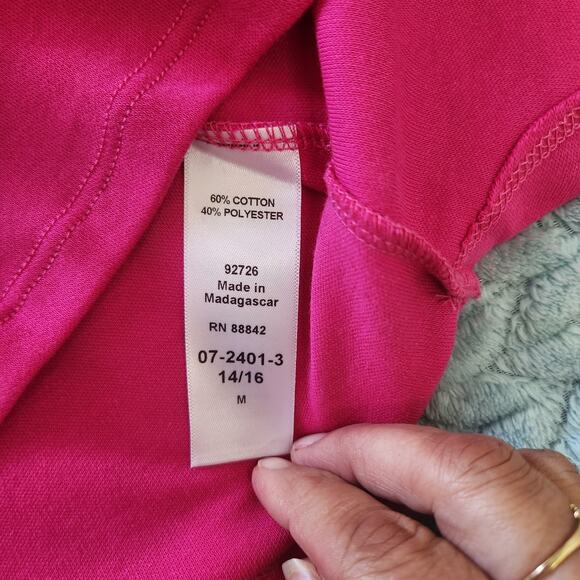 60% COTTON
40% POLYESTER
92726
Made in
Madagascar
RN 88842
07-2401-3
14/16
M